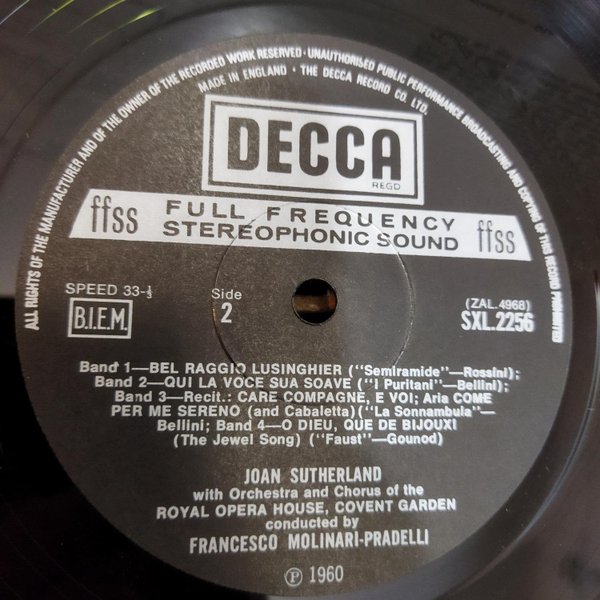 ALL RIGHTS OF THE MANUFACTURER AND OF THE OWNER OF THE RECORDED WORK RESERVED · UNAUTHORISED PUBLIC PERFORMANCE BROADCASTING AND COPYING OF THIS RECORD PROHIBITED
MADE IN ENGLAND · THE DECCA RECORD CO. LTD.
DECCA
REGD
ffss FULL FREQUENCY STEREOPHONIC SOUND ffss
SPEED 33-⅓
B.I.E.M.
Side
2
(ZAL.4968)
SXL.2256
Band 1—BEL RAGGIO LUSINGHIER ("Semiramide"—Rossini);
Band 2—QUI LA VOCE SUA SOAVE ("I Puritani"—Bellini);
Band 3—Recit.: CARE COMPAGNE, E VOI; Aria COME
PER ME SERENO (and Cabaletta)("La Sonnambula"—
Bellini; Band 4—O DIEU, QUE DE BIJOUX!
(The Jewel Song) ("Faust"—Gounod)
JOAN SUTHERLAND
with Orchestra and Chorus of the
ROYAL OPERA HOUSE, COVENT GARDEN
conducted by
FRANCESCO MOLINARI-PRADELLI
℗ 1960